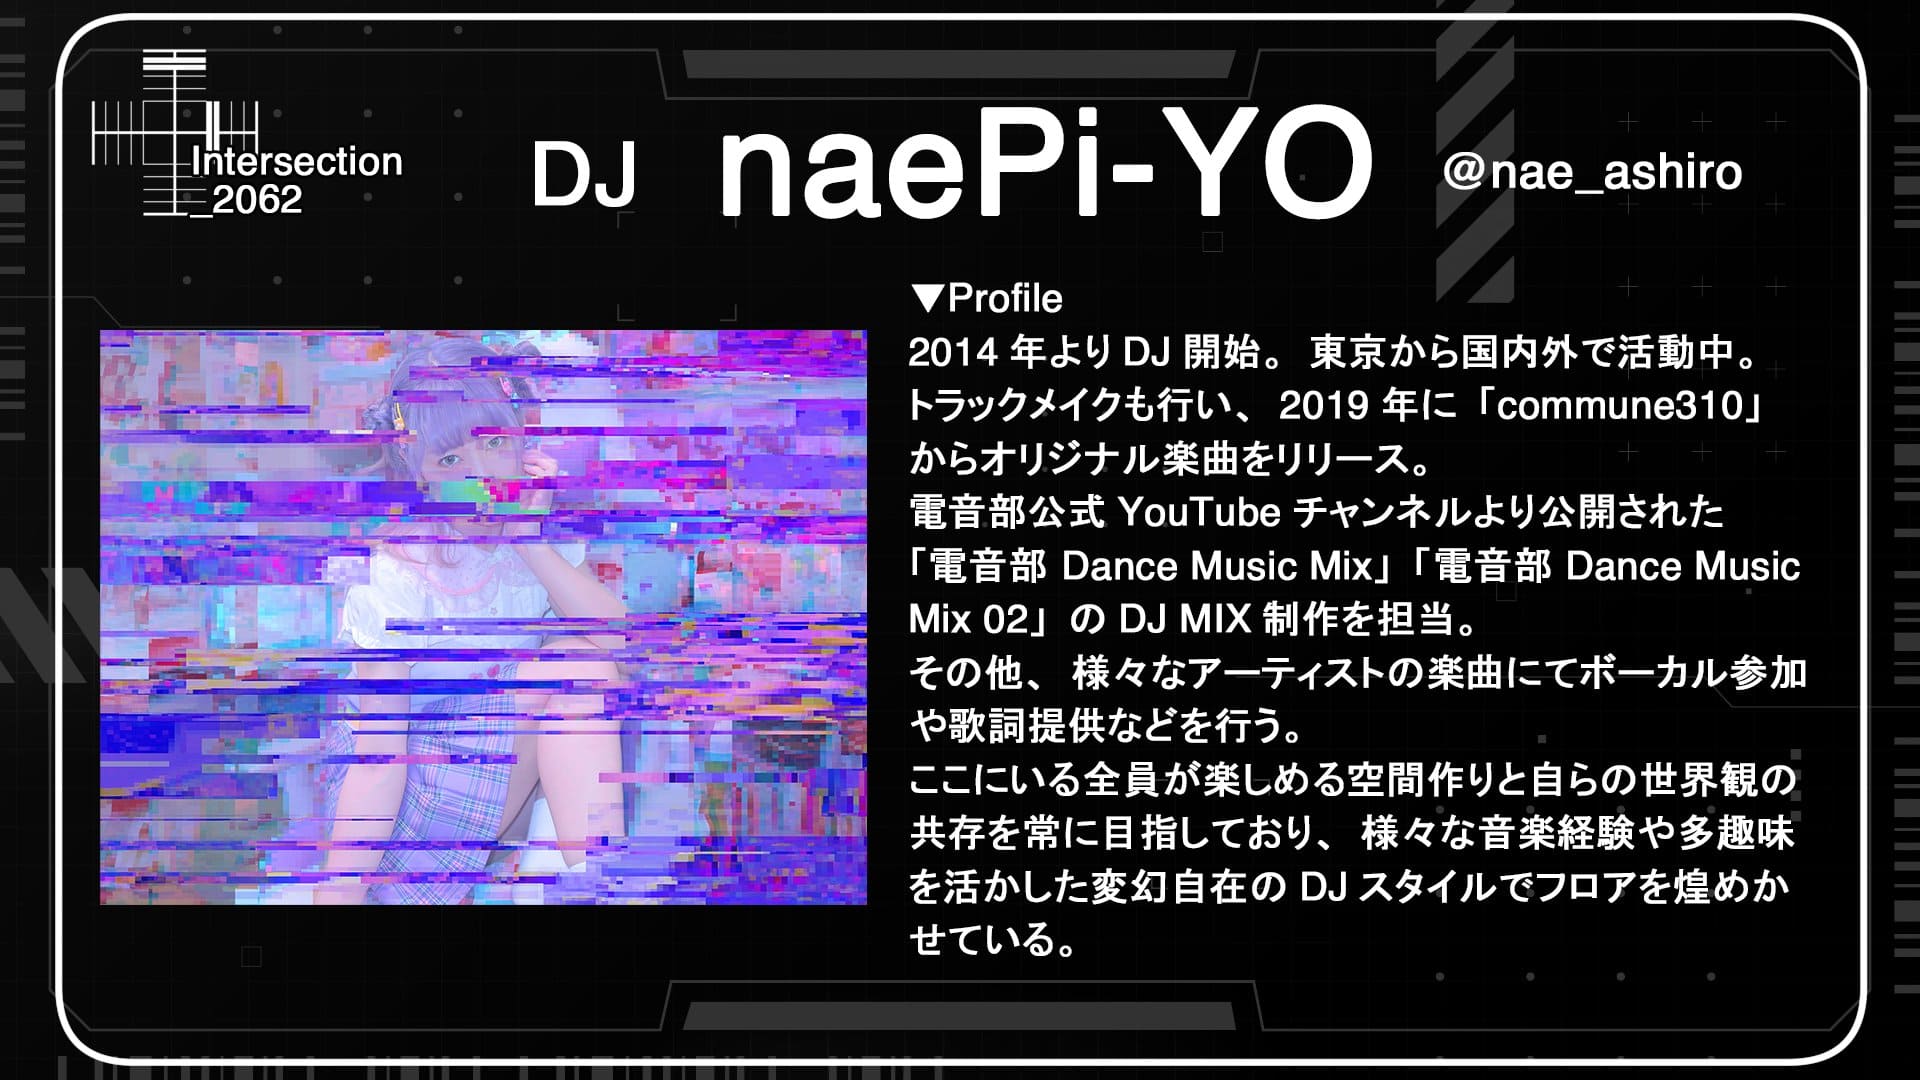 Intersection
_2062
DJ naePi-YO @nae_ashiro
▼Profile
2014 年より DJ 開始。 東京から国内外で活動中。
トラックメイクも行い、 2019 年に 「commune310」
からオリジナル楽曲をリリース。
電音部公式 YouTube チャンネルより公開された
「電音部 Dance Music Mix」「電音部 Dance Music
Mix 02」 の DJ MIX 制作を担当。
その他、 様々なアーティストの楽曲にてボーカル参加
や歌詞提供などを行う。
ここにいる全員が楽しめる空間作りと自らの世界観の
共存を常に目指しており、 様々な音楽経験や多趣味
を活かした変幻自在の DJ スタイルでフロアを煌めか
せている。